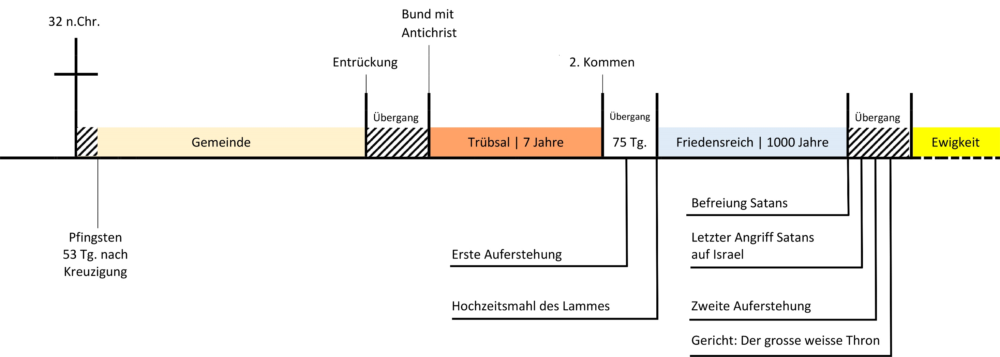 32 n.Chr.
Bund mit
Antichrist
Entrückung
2. Kommen
Übergang
Übergang
Übergang
Gemeinde
Trübsal | 7 Jahre
75 Tg.
Friedensreich | 1000 Jahre
Ewigkeit
Pfingsten
53 Tg. nach
Kreuzigung
Erste Auferstehung
Hochzeitsmahl des Lammes
Befreiung Satans
Letzter Angriff Satans
auf Israel
Zweite Auferstehung
Gericht: Der grosse weisse Thron